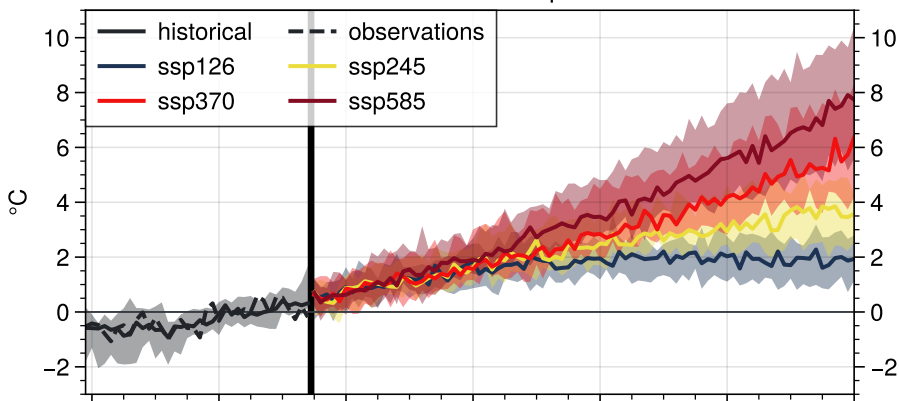 10 historical observations 10
ssp126 ssp245
8 ssp370 ssp585 8
6 6
°C
4 4
2 2
0 0
−2 −2